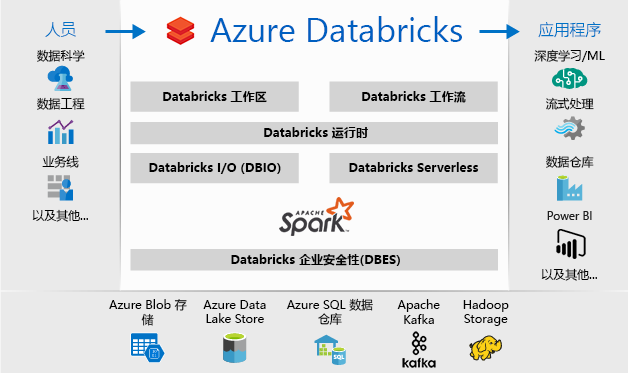 人员
Azure Databricks
应用程序
数据科学
数据工程
业务线
以及其他...
Databricks 工作区
Databricks 工作流
Databricks 运行时
Databricks I/O (DBIO)
Databricks Serverless
APACHE
Spark™
Databricks 企业安全性(DBES)
深度学习/ML
流式处理
数据仓库
Power BI
以及其他...
Azure Blob 存
储
Azure Data
Lake Store
Azure SQL 数据
仓库
SQL
Apache
Kafka
kafka
Hadoop
Storage